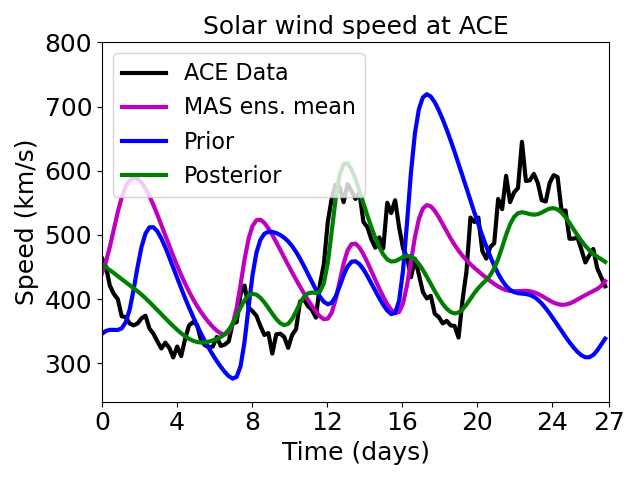 Solar wind speed at ACE
800
700
600
500
400
300
Speed (km/s)
ACE Data
MAS ens. mean
Prior
Posterior
0 4 8 12 16 20 24 27
Time (days)